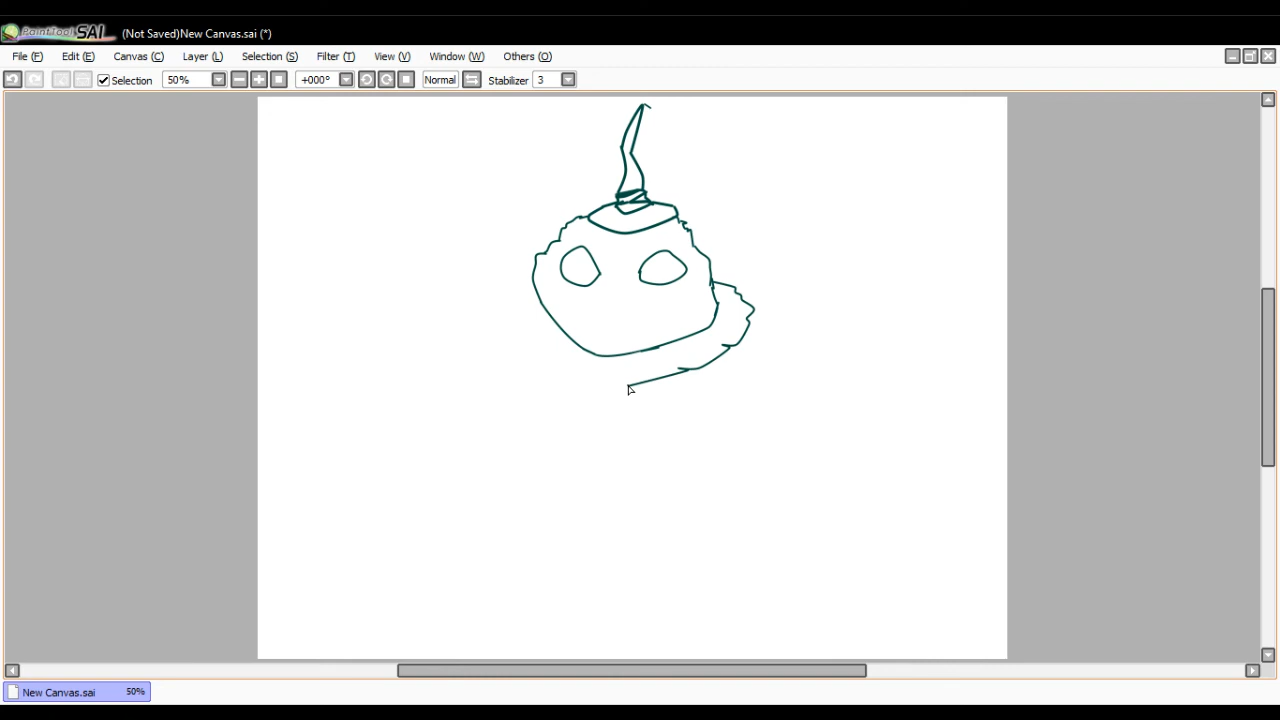 PaintTool SAI (Not Saved)New Canvas.sai (*)
File (F) Edit (E) Canvas (C) Layer (L) Selection (S) Filter (T) View (V) Window (W) Others (O)
Selection 50% +000° Normal Stabilizer 3
New Canvas.sai 50%